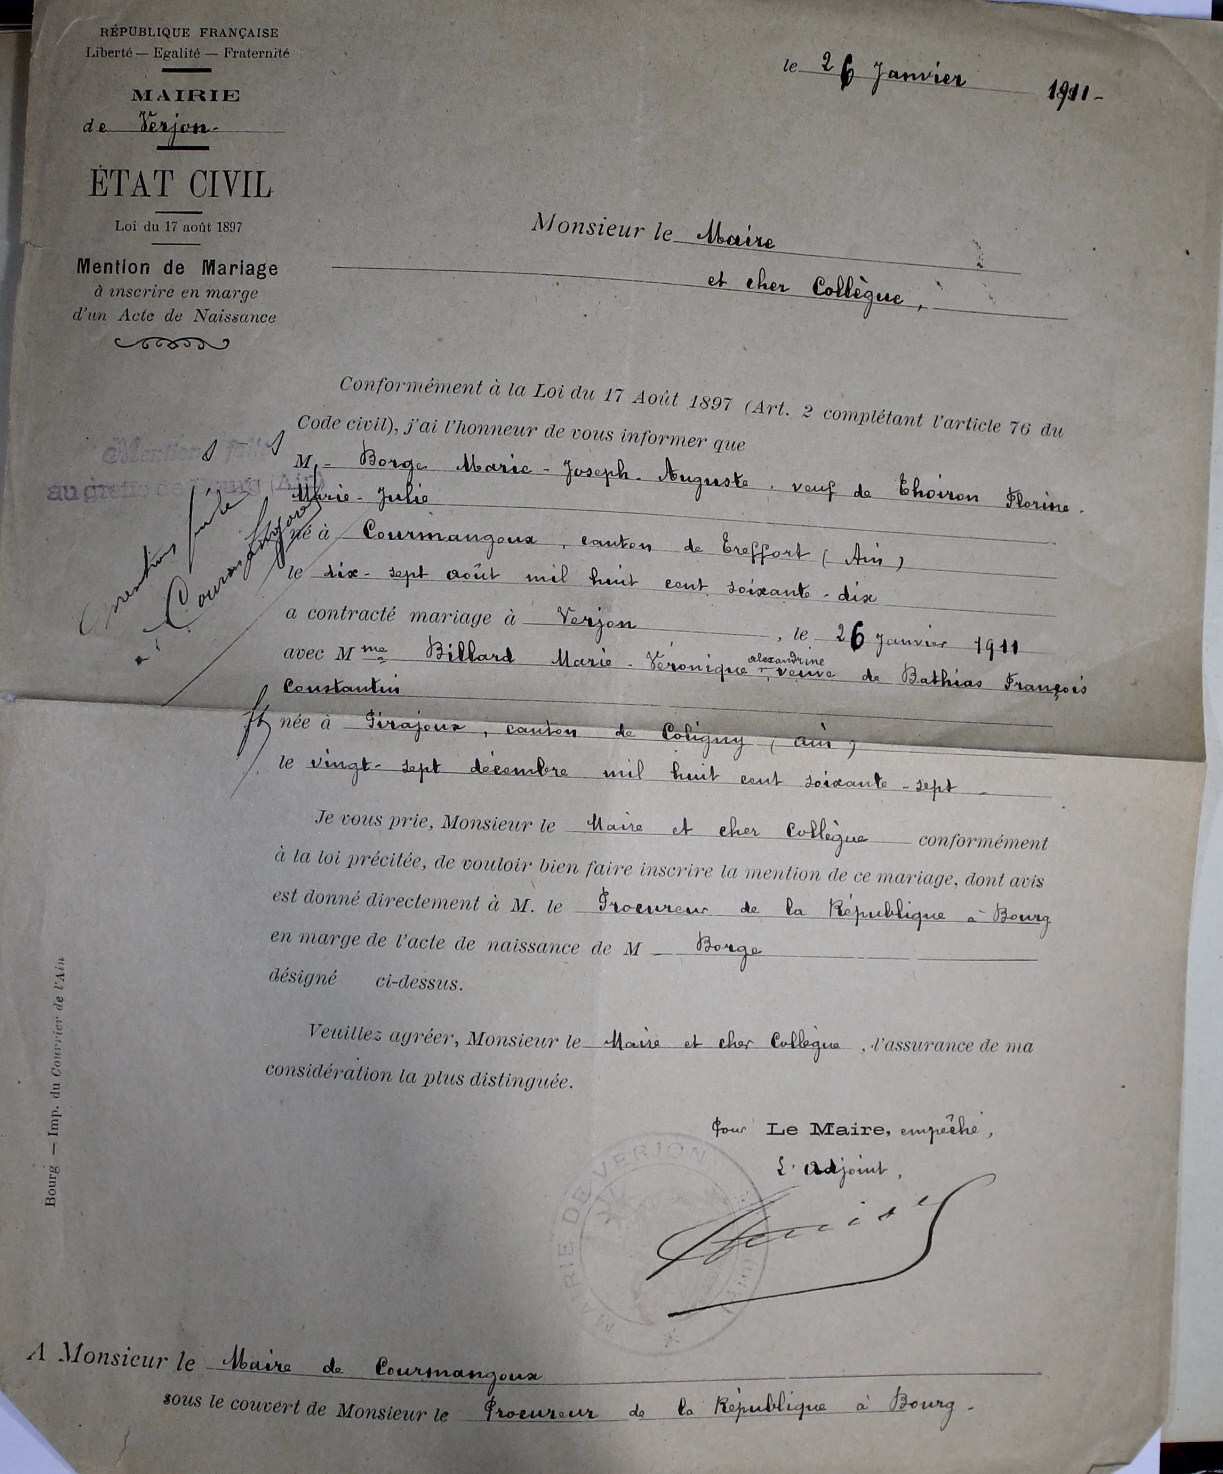 RÉPUBLIQUE FRANÇAISE
Liberté — Egalité — Fraternité
MAIRIE
de Verjon-
ÉTAT CIVIL
Loi du 17 août 1897
Mention de Mariage
à inscrire en marge
d'un Acte de Naissance
le 26 Janvier 1911-
Monsieur le Maire
et cher Collègue,
Conformément à la Loi du 17 Août 1897 (Art. 2 complétant l'article 76 du
Code civil), j'ai l'honneur de vous informer que
M. - Borge Marie - Joseph - Auguste, veuf de Thoiron Florine-
Marie - Julie
né à Courmangoux, canton de Treffort (Ain)
le dix-sept août mil huit cent soixante-dix
a contracté mariage à Verjon, le 26 Janvier 1911
avec Mme Billard Marie - Véronique alexandrine veuve de Bathias François
Constantin
née à Pirajoux, canton de Coligny (ain)
le vingt-sept décembre mil huit cent soixante-sept -
Mention faite
au greffe de Bourg (Ain)
mention faite
à Courmangoux
Je vous prie, Monsieur le Maire et cher Collègue conformément
à la loi précitée, de vouloir bien faire inscrire la mention de ce mariage, dont avis
est donné directement à M. le Procureur de la République à Bourg
en marge de l'acte de naissance de M Borge
désigné ci-dessus.
Veuillez agréer, Monsieur le Maire et cher Collègue, l'assurance de ma
considération la plus distinguée.
Pour Le Maire, empêché,
L'adjoint,
MAIRIE DE VERJON
A Monsieur le Maire de Courmangoux
sous le couvert de Monsieur le Procureur de la République à Bourg-
Bourg — Imp. du Courrier de l'Ain